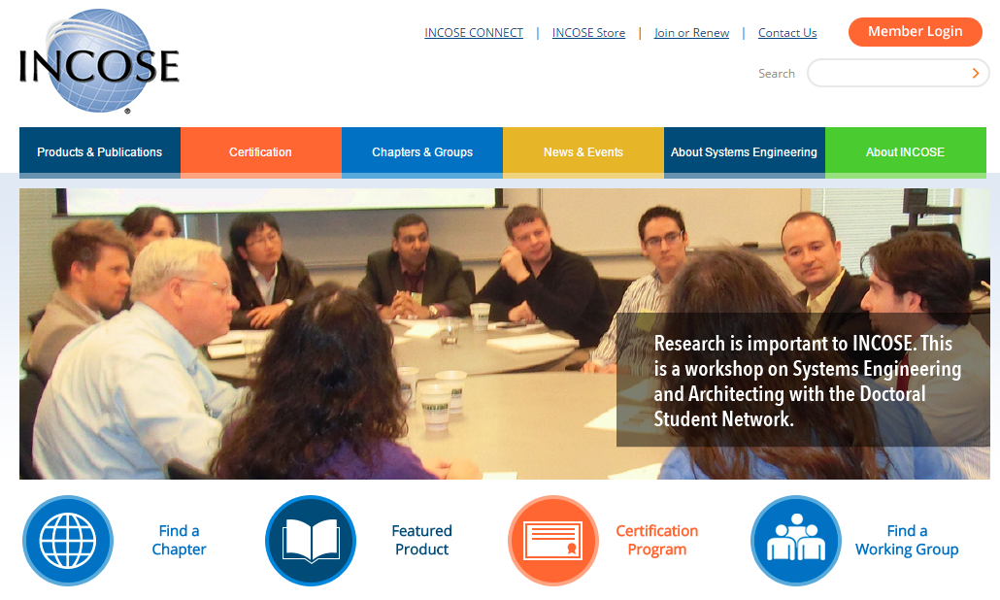 INCOSE
®
INCOSE CONNECT | INCOSE Store | Join or Renew | Contact Us
Member Login
Search
Products & Publications
Certification
Chapters & Groups
News & Events
About Systems Engineering
About INCOSE
Research is important to INCOSE. This
is a workshop on Systems Engineering
and Architecting with the Doctoral
Student Network.
Find a
Chapter
Featured
Product
Certification
Program
Find a
Working Group